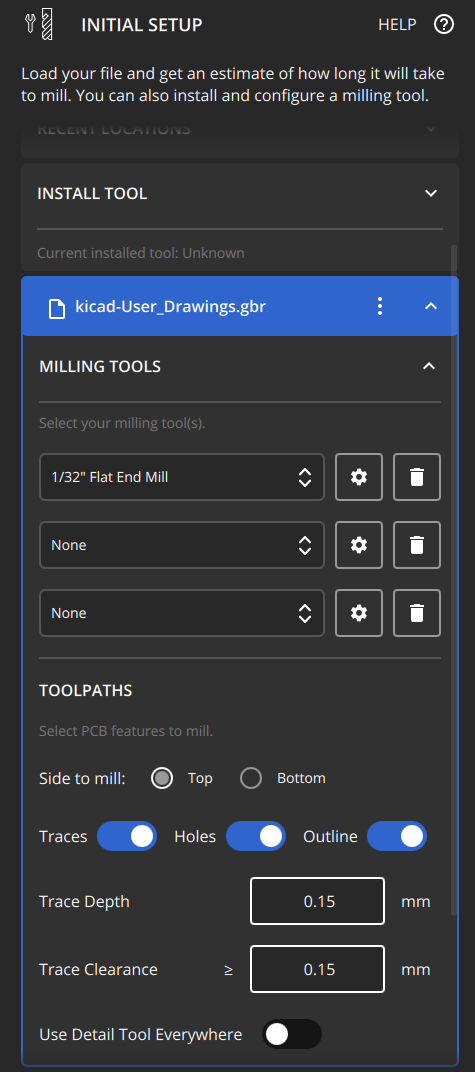 INITIAL SETUP
HELP
Load your file and get an estimate of how long it will take
to mill. You can also install and configure a milling tool.
RECENT LOCATIONS
INSTALL TOOL
Current installed tool: Unknown
kicad-User_Drawings.gbr
MILLING TOOLS
Select your milling tool(s).
1/32" Flat End Mill
None
None
TOOLPATHS
Select PCB features to mill.
Side to mill: Top Bottom
Traces Holes Outline
Trace Depth 0.15 mm
Trace Clearance ≥ 0.15 mm
Use Detail Tool Everywhere